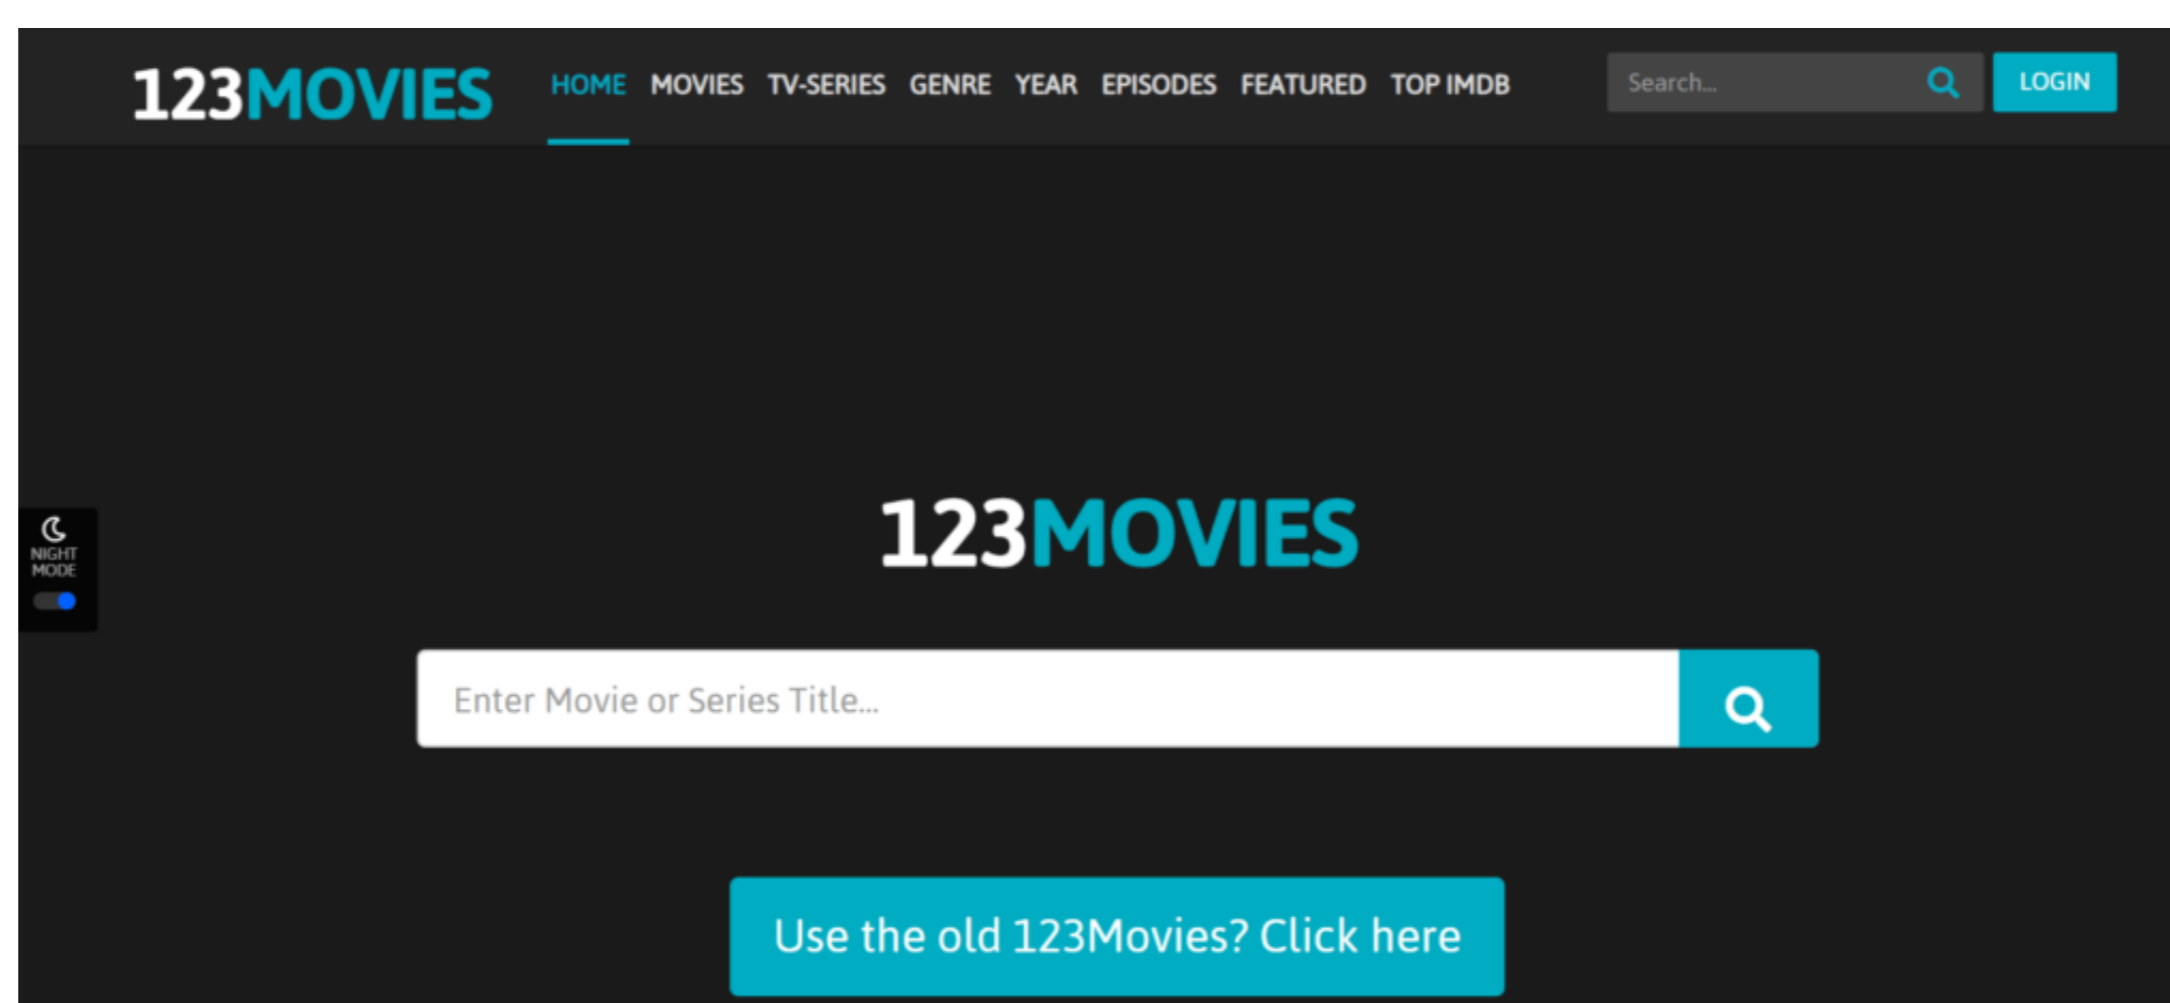 123MOVIES HOME MOVIES TV-SERIES GENRE YEAR EPISODES FEATURED TOP IMDB Search... LOGIN
123MOVIES
NIGHT
MODE
Enter Movie or Series Title...
Use the old 123Movies? Click here